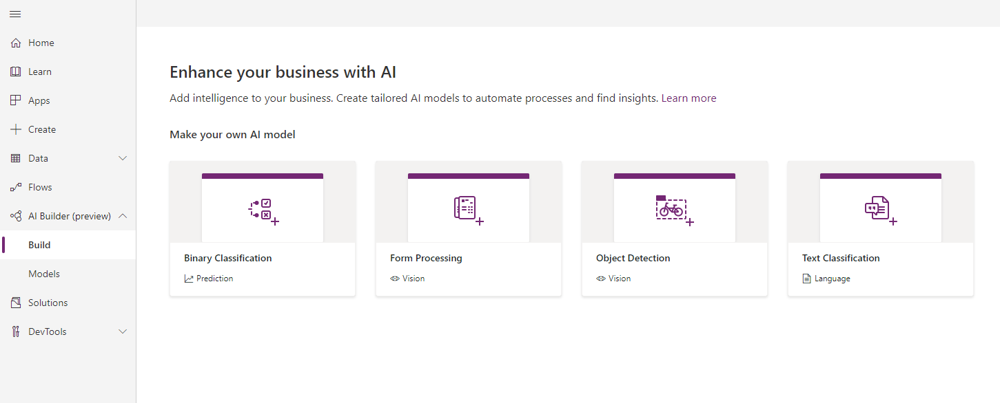 Home
Learn
Apps
Create
Data
Flows
AI Builder (preview)
Build
Models
Solutions
DevTools
Enhance your business with AI
Add intelligence to your business. Create tailored AI models to automate processes and find insights. Learn more
Make your own AI model
Binary Classification
Prediction
Form Processing
Vision
Object Detection
Vision
Text Classification
Language